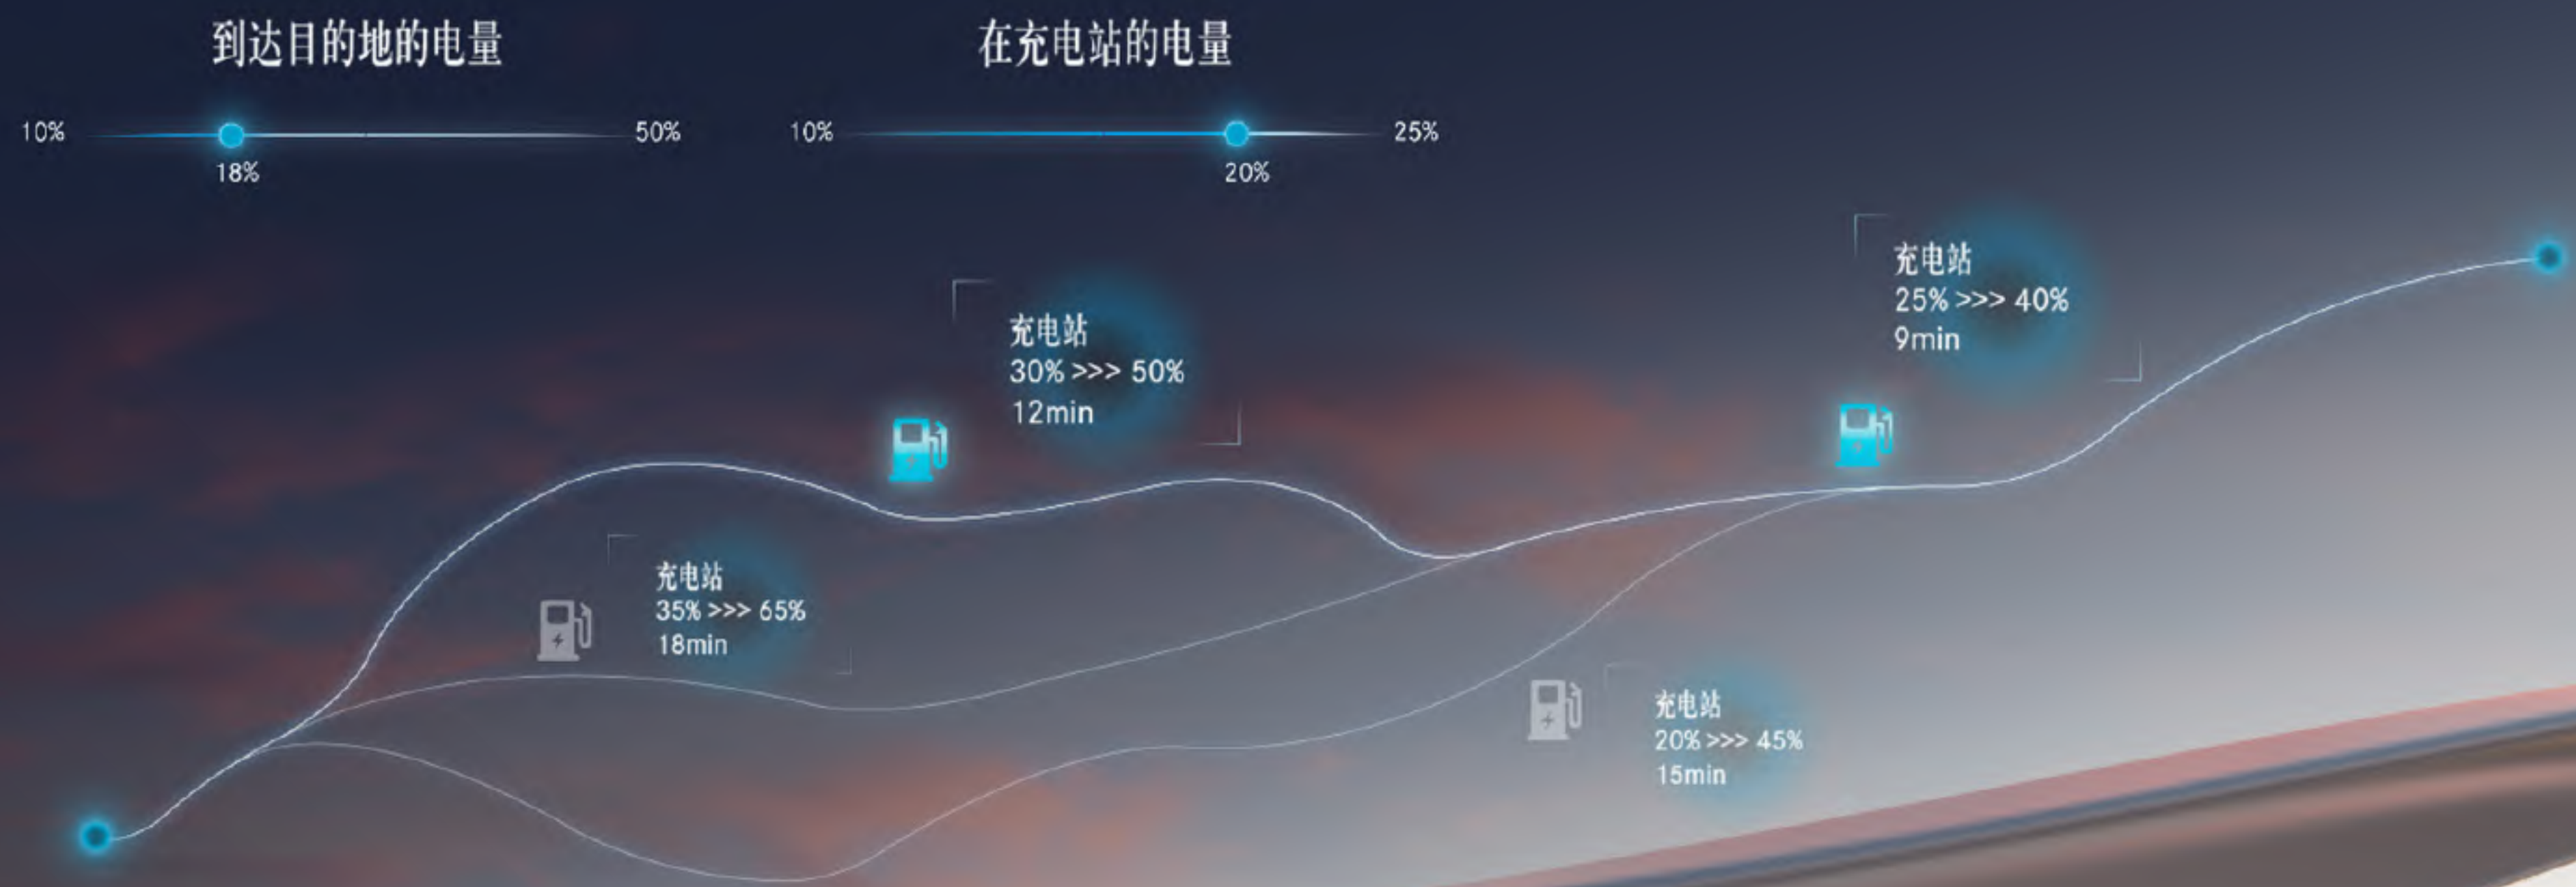 到达目的地的电量
10%
50%
18%
在充电站的电量
10%
25%
20%
充电站
30% >>> 50%
12min
充电站
25% >>> 40%
9min
充电站
35% >>> 65%
18min
充电站
20% >>> 45%
15min